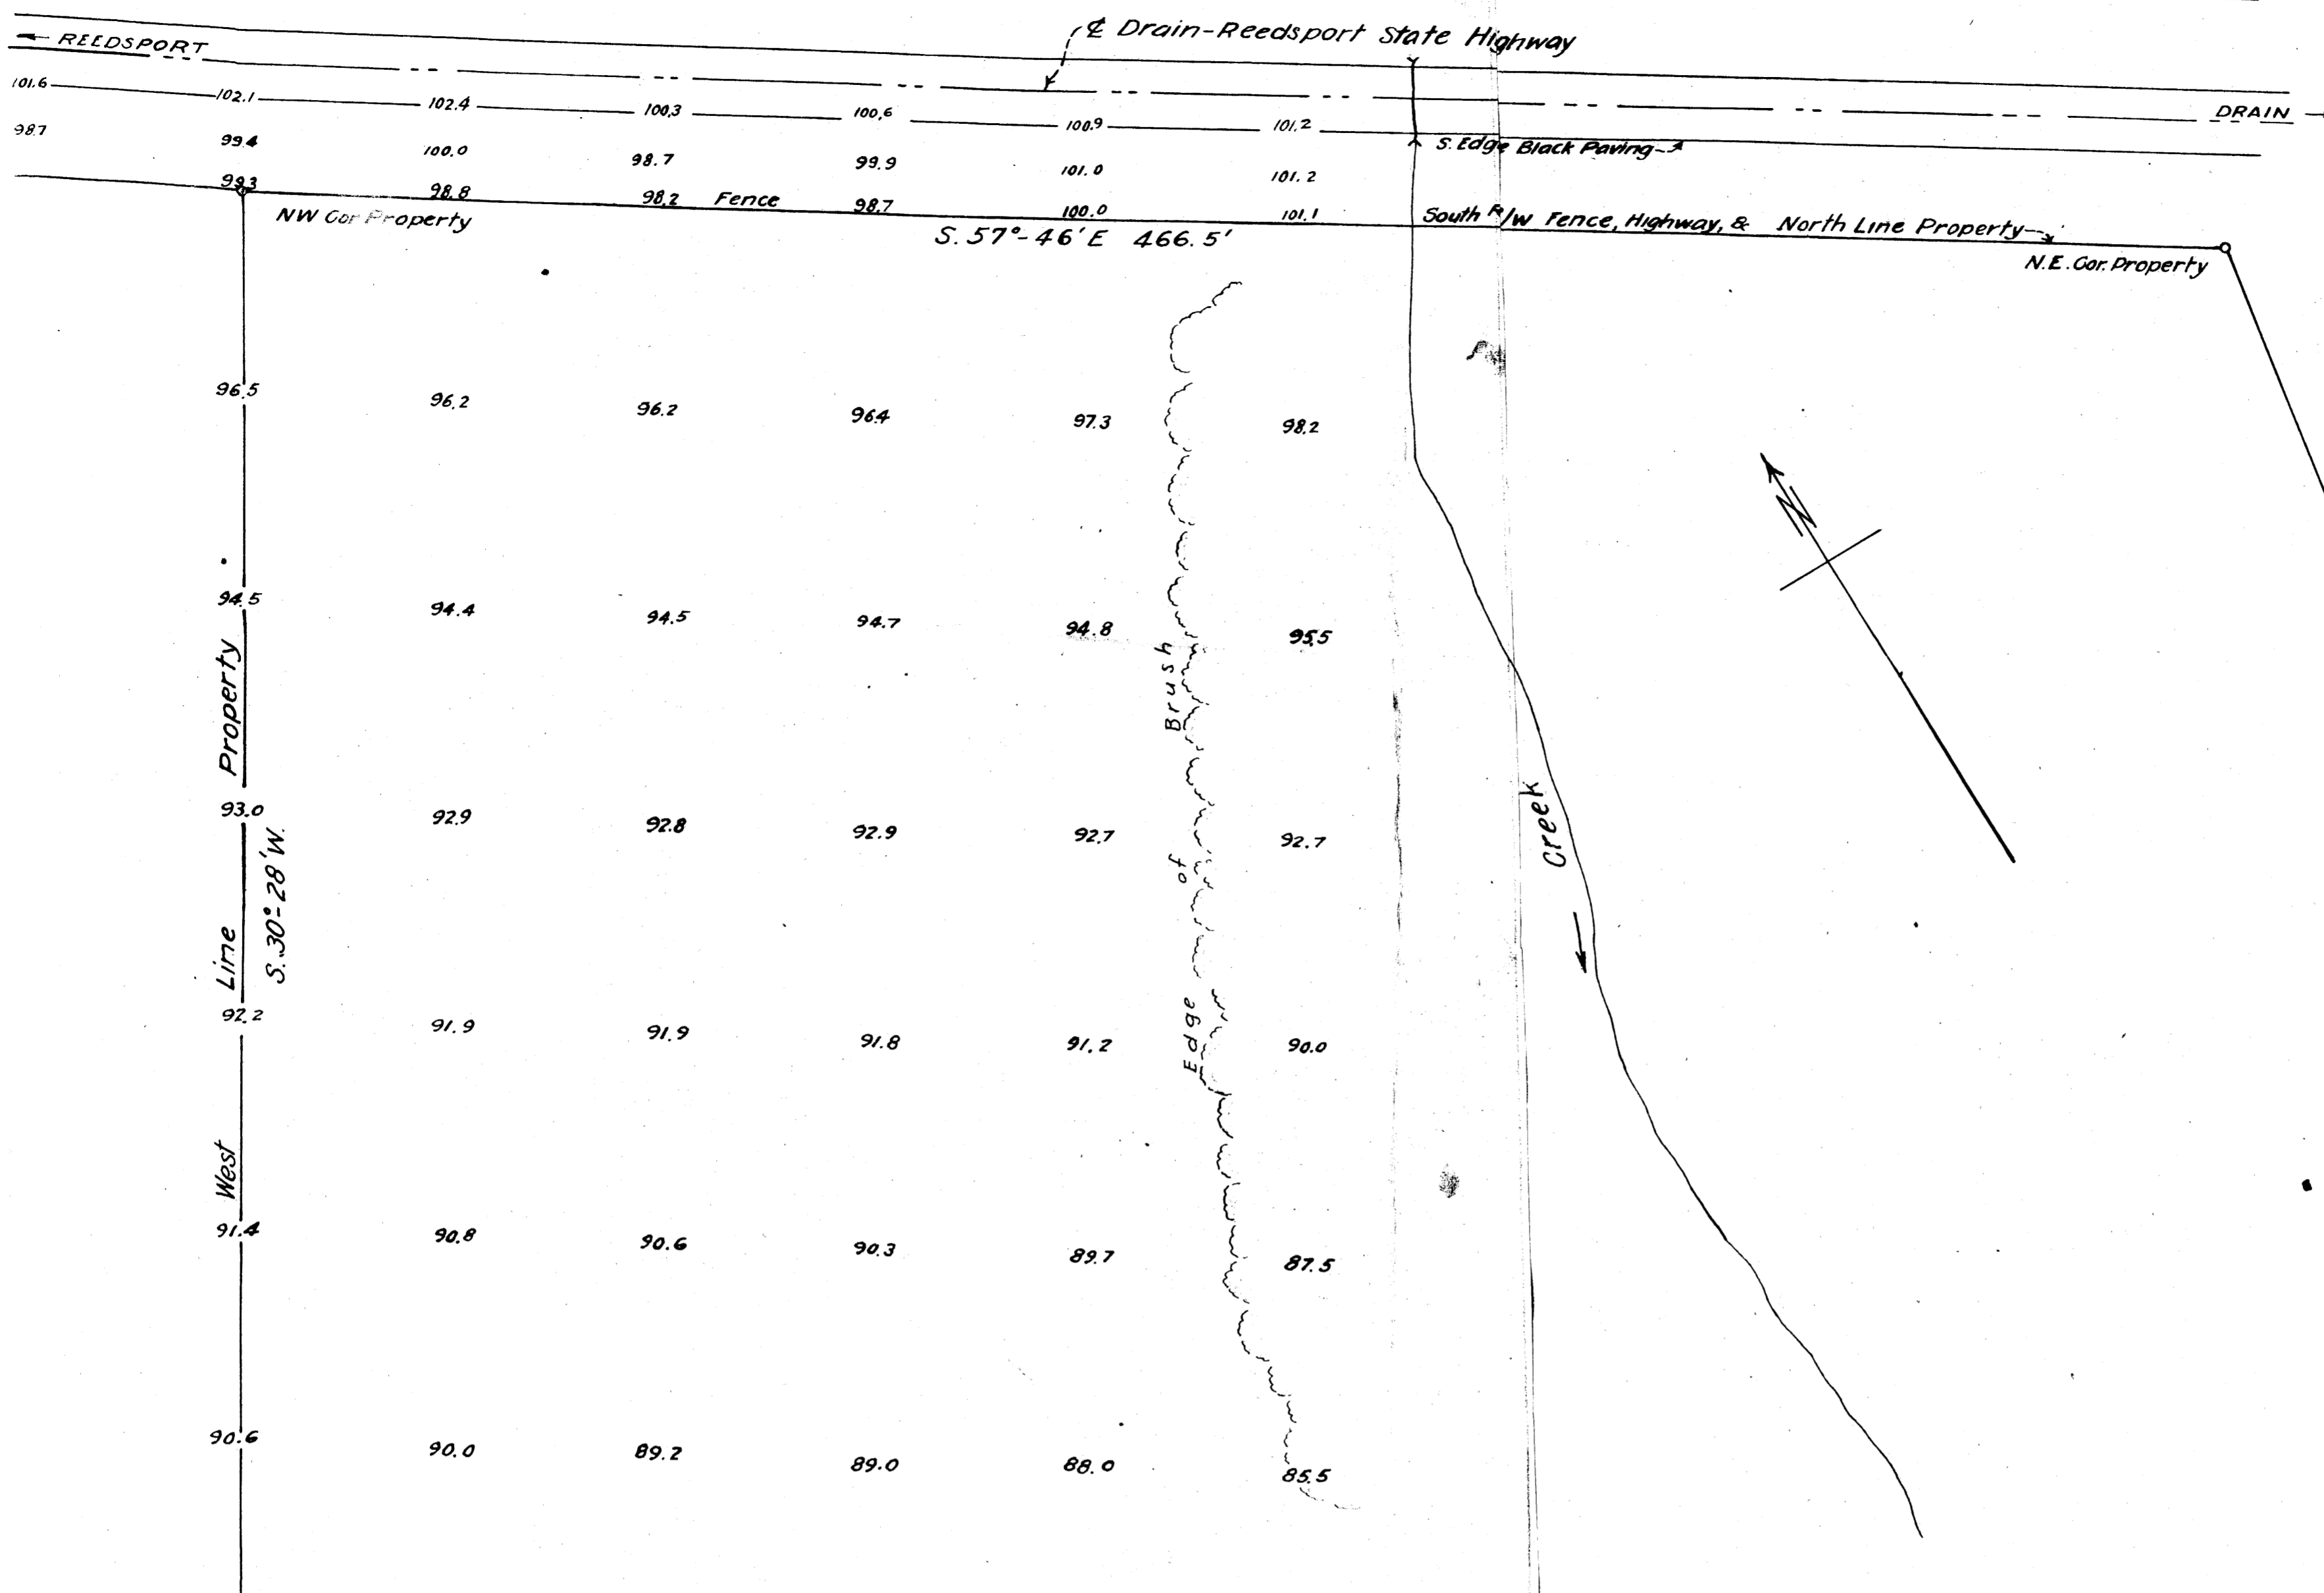 ℄ Drain-Reedsport State Highway
← REEDSPORT
DRAIN
101.6 102.1 102.4 100.3 100.6 100.9 101.2
S. Edge Black Paving
98.7 99.4 100.0 98.7 99.9 101.0 101.2
99.3 98.8 98.2 Fence 98.7 100.0 101.1 South R/W Fence, Highway, & North Line Property
NW Cor Property
S. 57°-46' E 466.5'
N.E. Cor. Property
96.5 96.2 96.2 96.4 97.3 98.2
N
94.5 94.4 94.5 94.7 94.8 95.5
93.0 92.9 92.8 92.9 92.7 92.7
92.2 91.9 91.9 91.8 91.2 90.0
91.4 90.8 90.6 90.3 89.7 87.5
90.6 90.0 89.2 89.0 88.0 85.5
West Line Property
S. 30°-28' W.
Edge of Brush
Creek